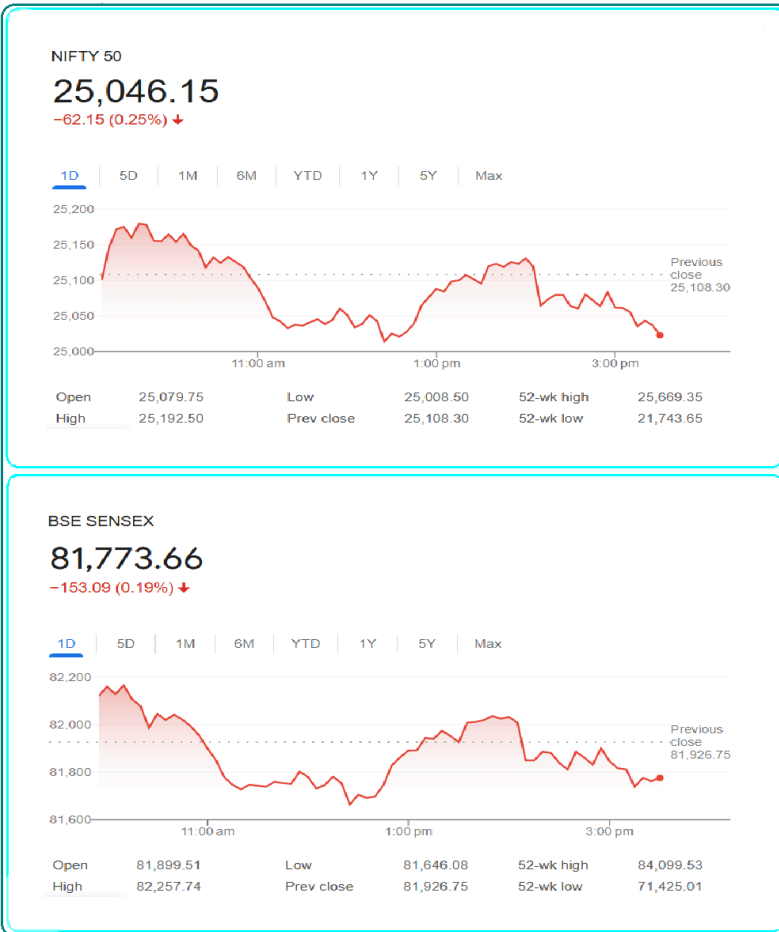 NIFTY 50
25,046.15
−62.15 (0.25%) ↓
1D 5D 1M 6M YTD 1Y 5Y Max
25,200
25,150
25,100
25,050
25,000
Previous
close
25,108.30
11:00 am 1:00 pm 3:00 pm
Open 25,079.75 Low 25,008.50 52-wk high 25,669.35
High 25,192.50 Prev close 25,108.30 52-wk low 21,743.65
BSE SENSEX
81,773.66
−153.09 (0.19%) ↓
1D 5D 1M 6M YTD 1Y 5Y Max
82,200
82,000
81,800
81,600
Previous
close
81,926.75
11:00 am 1:00 pm 3:00 pm
Open 81,899.51 Low 81,646.08 52-wk high 84,099.53
High 82,257.74 Prev close 81,926.75 52-wk low 71,425.01